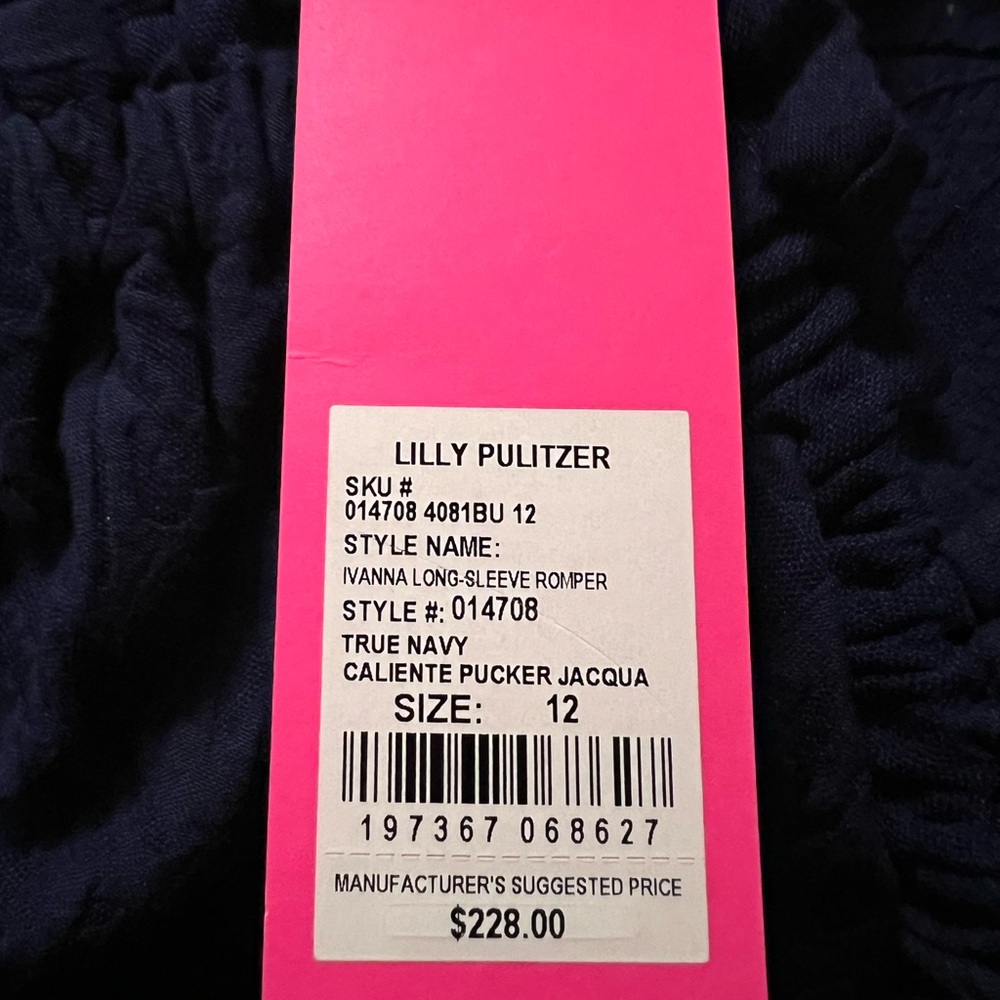 LILLY PULITZER
SKU #
014708 4081BU 12
STYLE NAME:
IVANNA LONG-SLEEVE ROMPER
STYLE #: 014708
TRUE NAVY
CALIENTE PUCKER JACQUA
SIZE: 12
197367 068627
MANUFACTURER'S SUGGESTED PRICE
$228.00